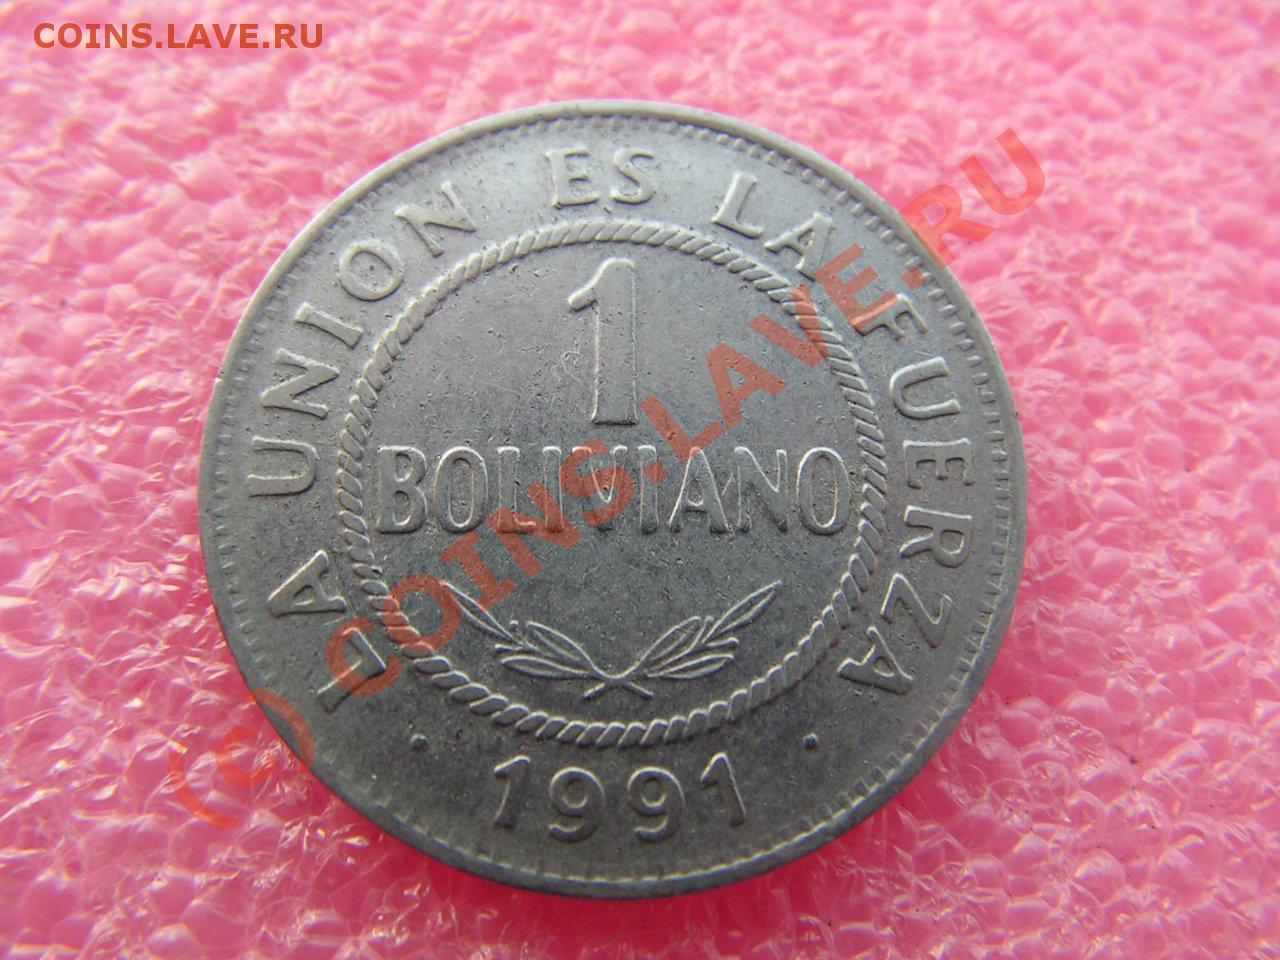 COINS.LAVE.RU
LA UNION ES LA FUERZA
1
BOLIVIANO
· 1991 ·
(c) COINS.LAVE.RU